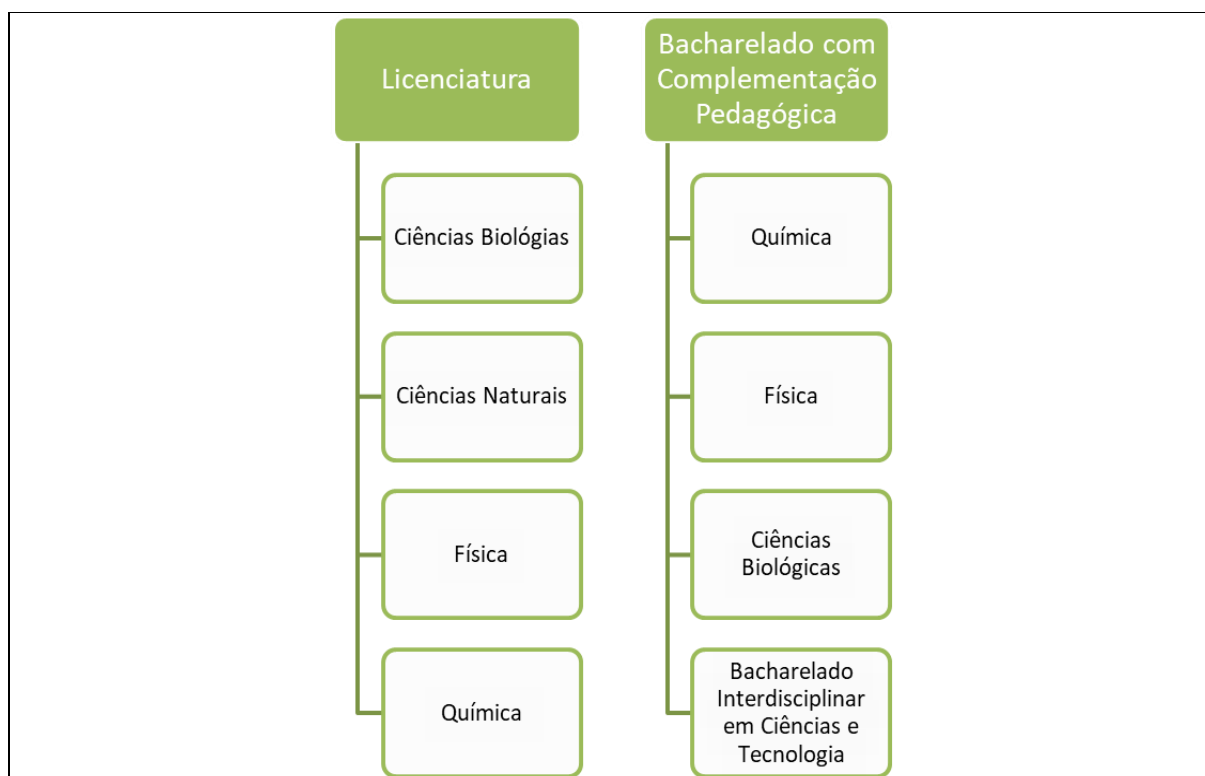 Licenciatura
Ciências Biológias
Ciências Naturais
Física
Química
Bacharelado com
Complementação
Pedagógica
Química
Física
Ciências
Biológicas
Bacharelado
Interdisciplinar
em Ciências e
Tecnologia